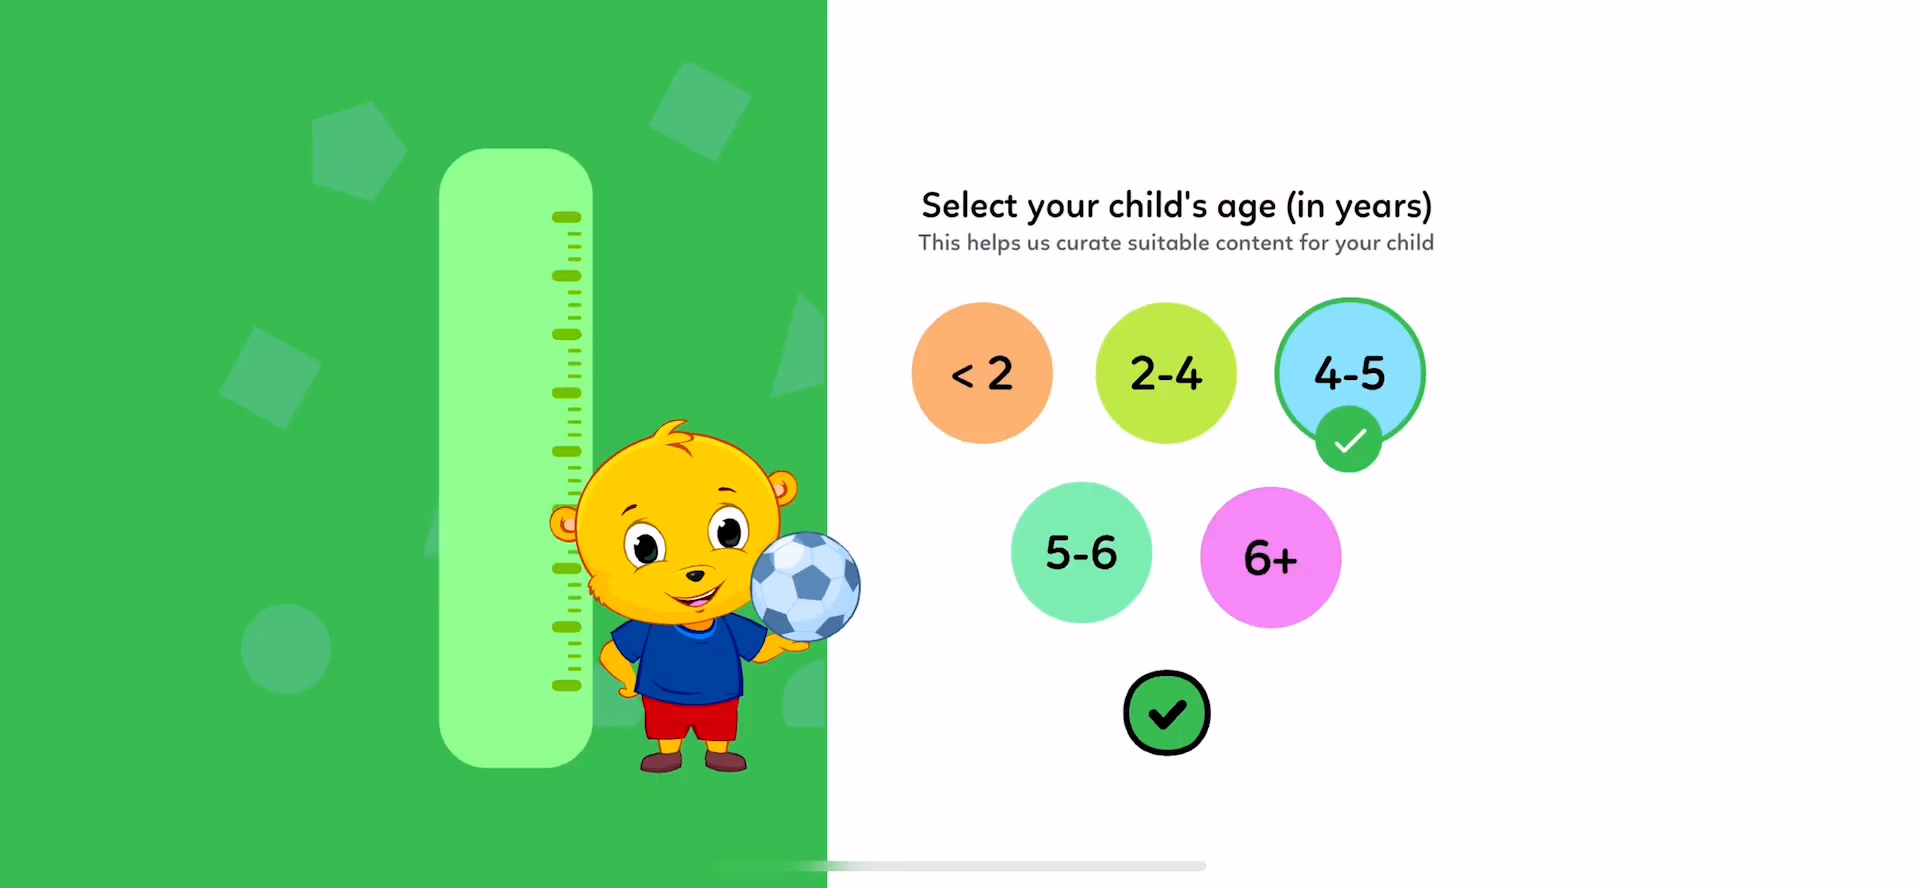 Select your child's age (in years)
This helps us curate suitable content for your child
< 2
2-4
4-5
5-6
6+